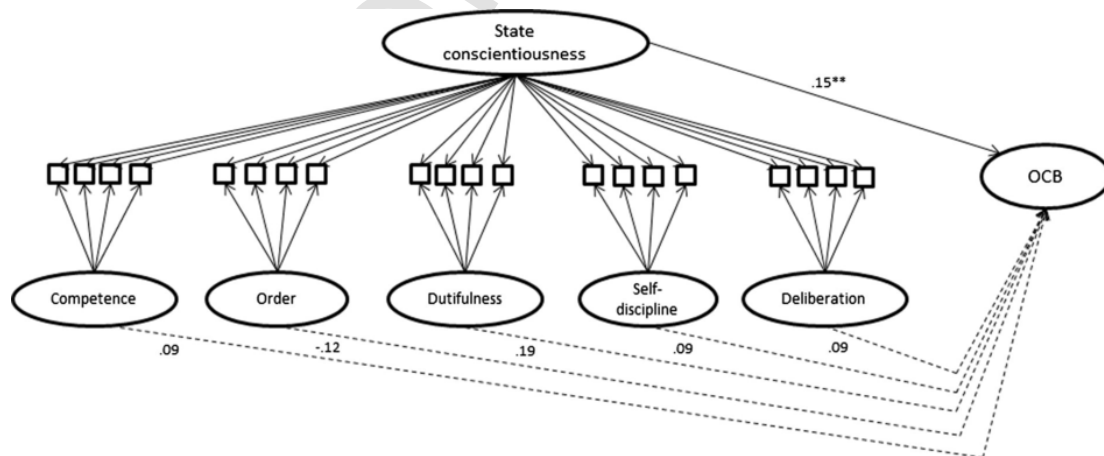 State
conscientiousness
.15**
OCB
Competence
Order
Dutifulness
Self-
discipline
Deliberation
.09
-.12
.19
.09
.09